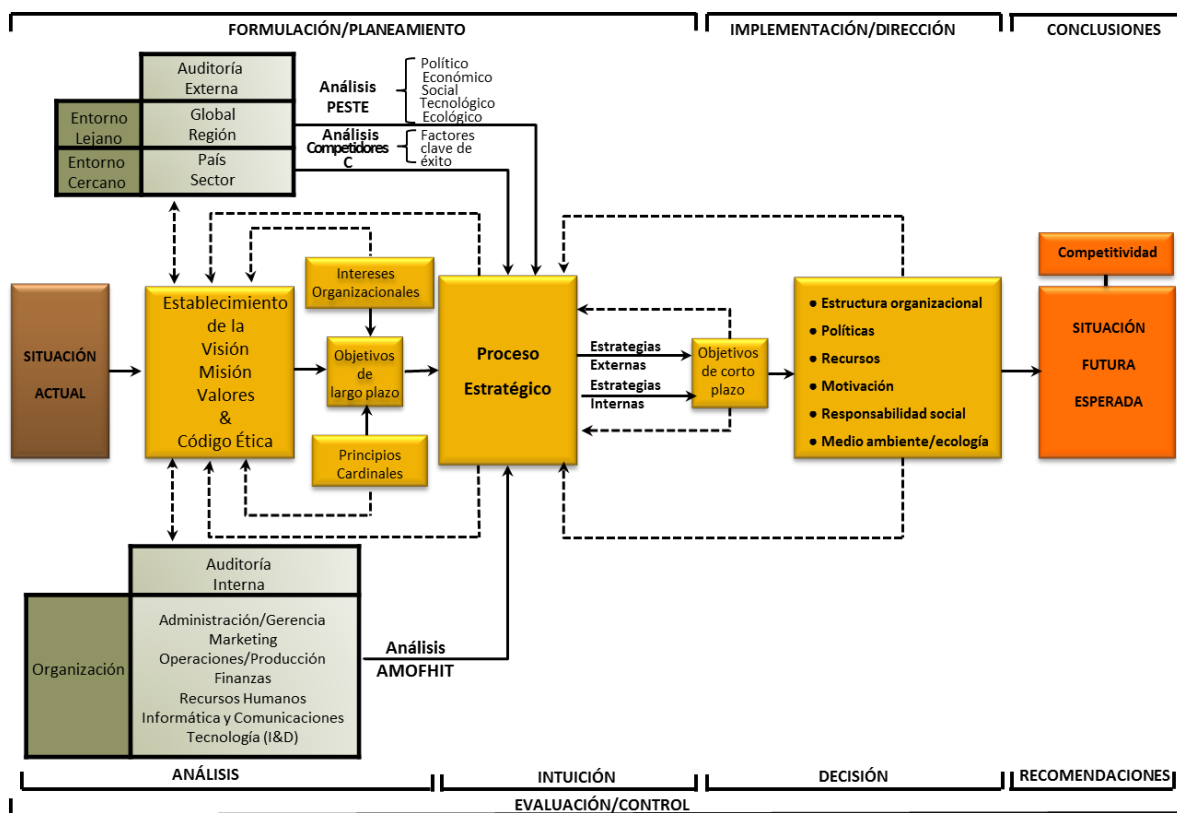 FORMULACIÓN/PLANEAMIENTO
IMPLEMENTACIÓN/DIRECCIÓN
CONCLUSIONES
Auditoría
Externa
Entorno
Lejano
Global
Región
Entorno
Cercano
País
Sector
Análisis
PESTE
Político
Económico
Social
Tecnológico
Ecológico
Análisis
Competidores
C
Factores
clave de
éxito
SITUACIÓN
ACTUAL
Establecimiento
de la
Visión
Misión
Valores
&
Código Ética
Intereses
Organizacionales
Objetivos
de
largo plazo
Principios
Cardinales
Proceso
Estratégico
Estrategias
Externas
Estrategias
Internas
Objetivos
de corto
plazo
● Estructura organizacional
● Políticas
● Recursos
● Motivación
● Responsabilidad social
● Medio ambiente/ecología
Competitividad
SITUACIÓN
FUTURA
ESPERADA
Auditoría
Interna
Organización
Administración/Gerencia
Marketing
Operaciones/Producción
Finanzas
Recursos Humanos
Informática y Comunicaciones
Tecnología (I&D)
Análisis
AMOFHIT
ANÁLISIS
INTUICIÓN
DECISIÓN
RECOMENDACIONES
EVALUACIÓN/CONTROL